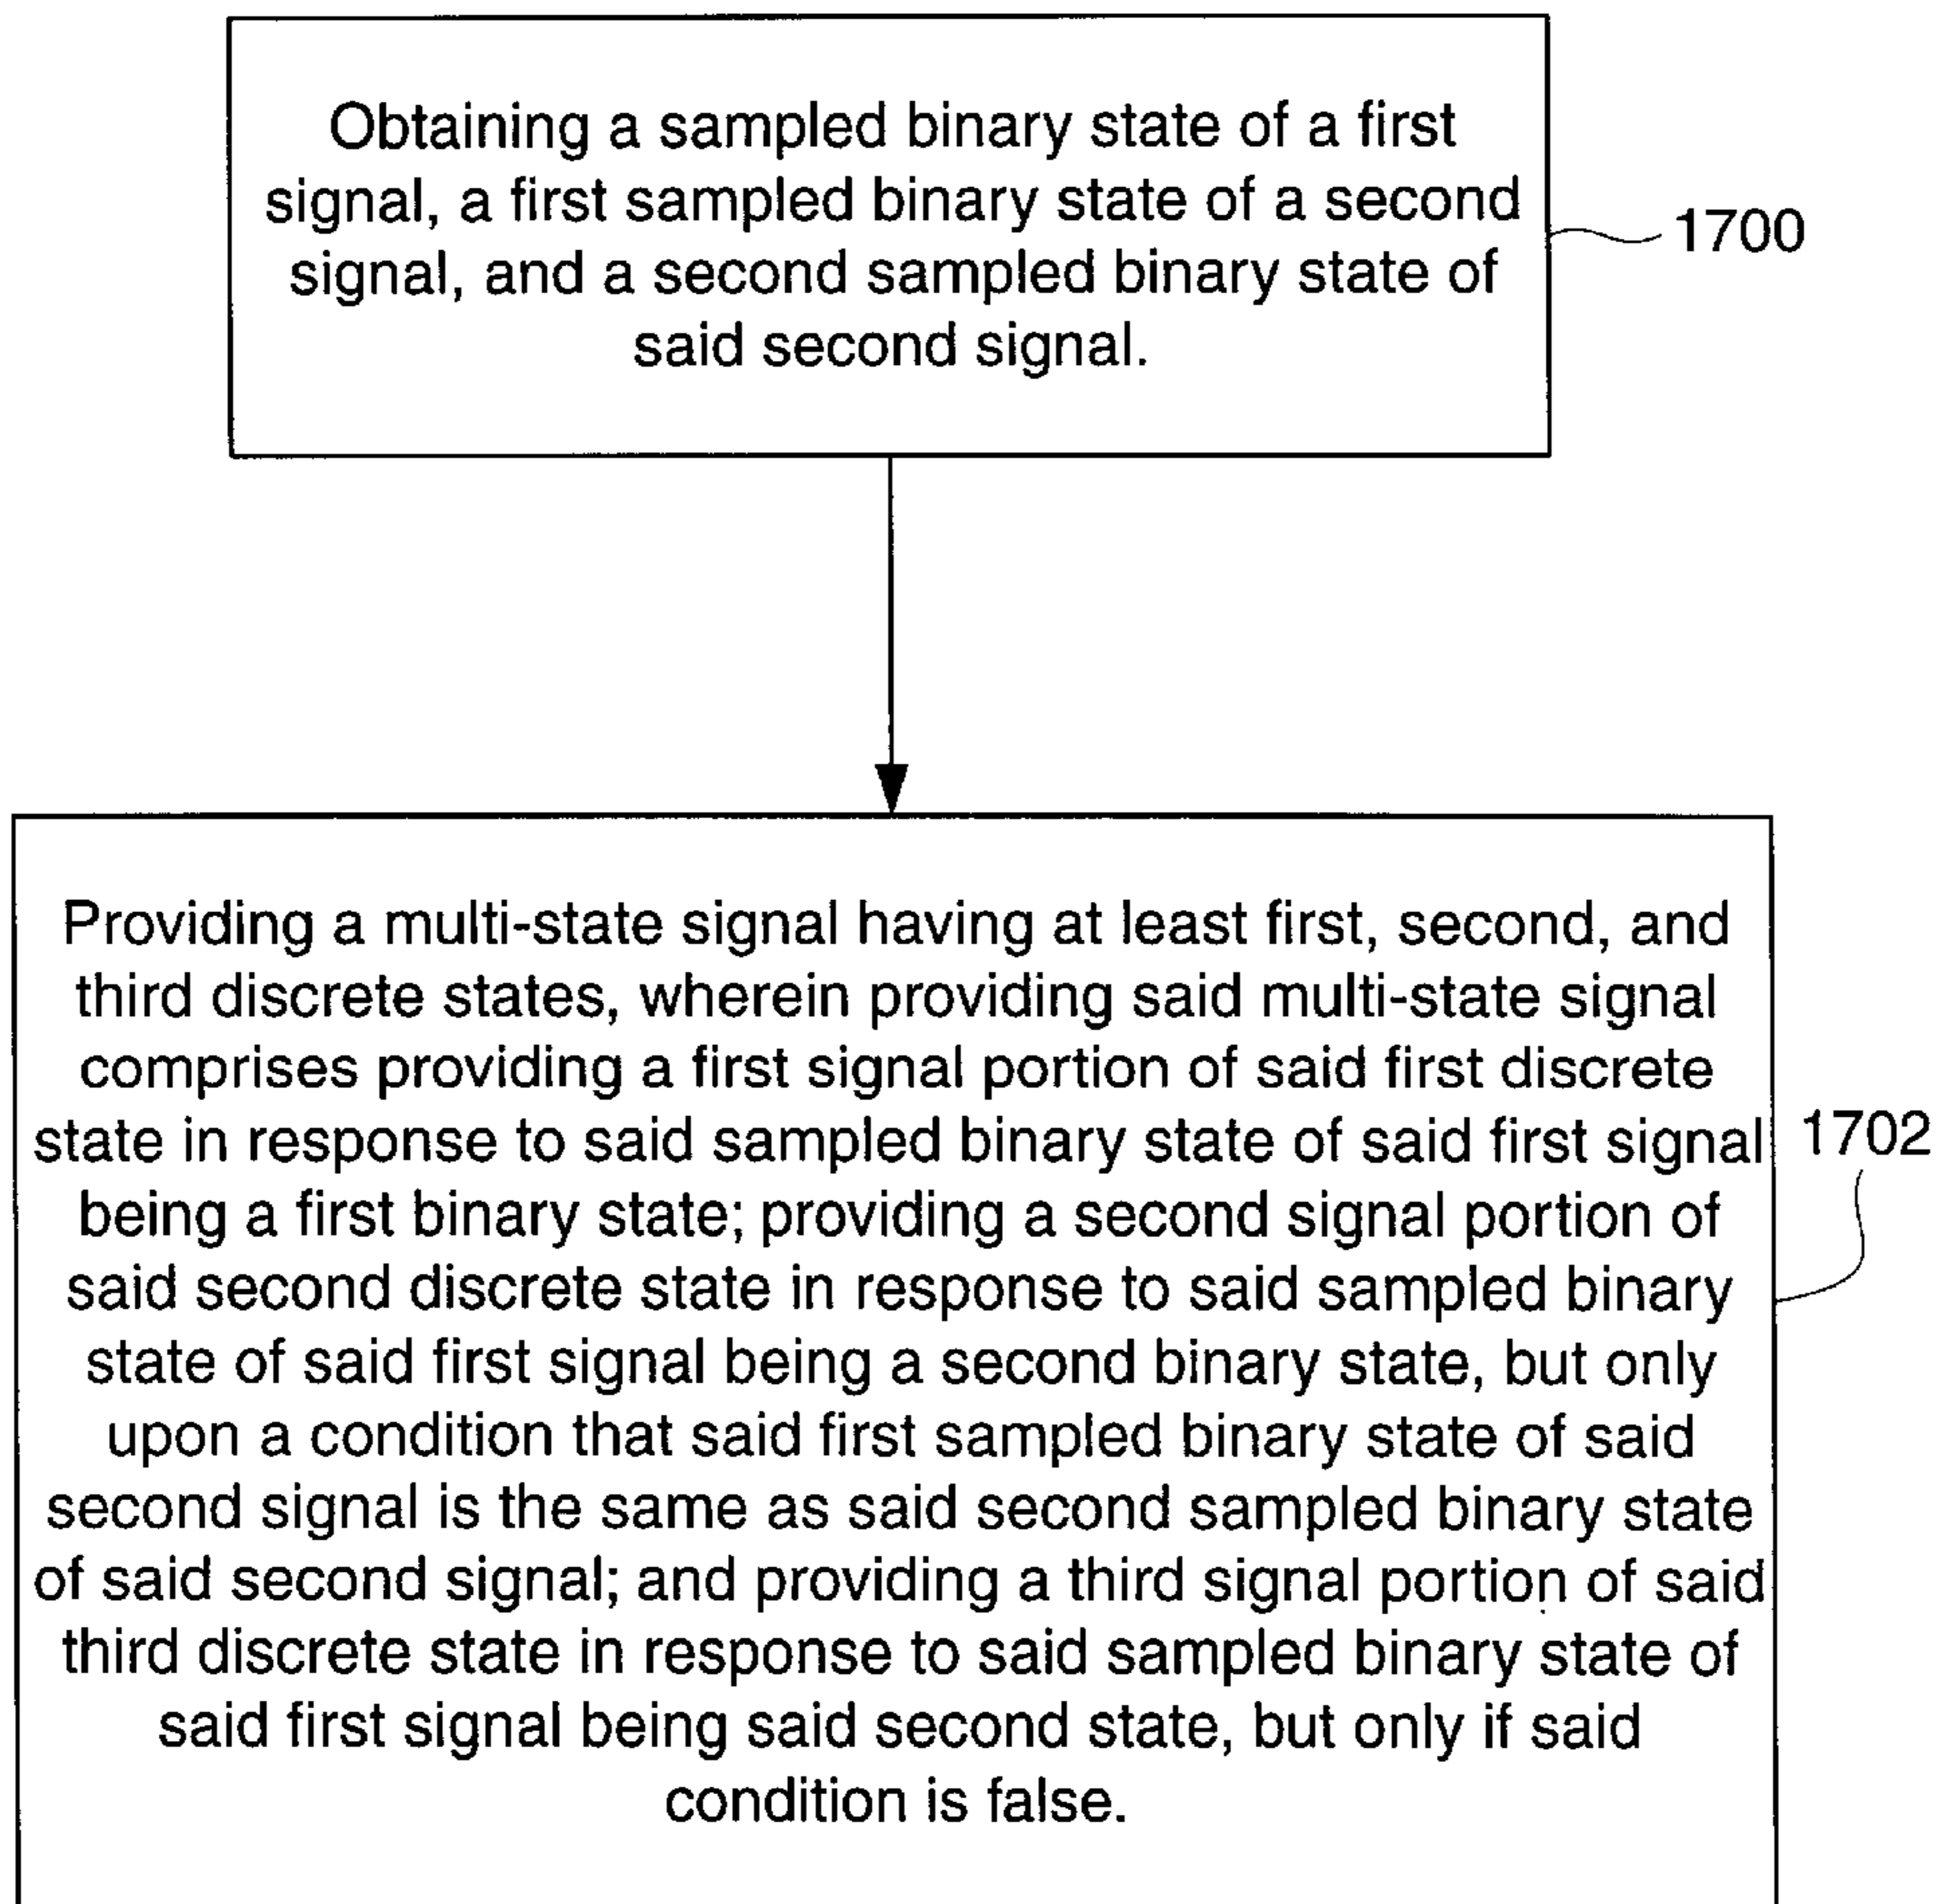 Obtaining a sampled binary state of a first
signal, a first sampled binary state of a second
signal, and a second sampled binary state of
said second signal.
1700
Providing a multi-state signal having at least first, second, and
third discrete states, wherein providing said multi-state signal
comprises providing a first signal portion of said first discrete
state in response to said sampled binary state of said first signal
being a first binary state; providing a second signal portion of
said second discrete state in response to said sampled binary
state of said first signal being a second binary state, but only
upon a condition that said first sampled binary state of said
second signal is the same as said second sampled binary state
of said second signal; and providing a third signal portion of said
third discrete state in response to said sampled binary state of
said first signal being said second state, but only if said
condition is false.
1702